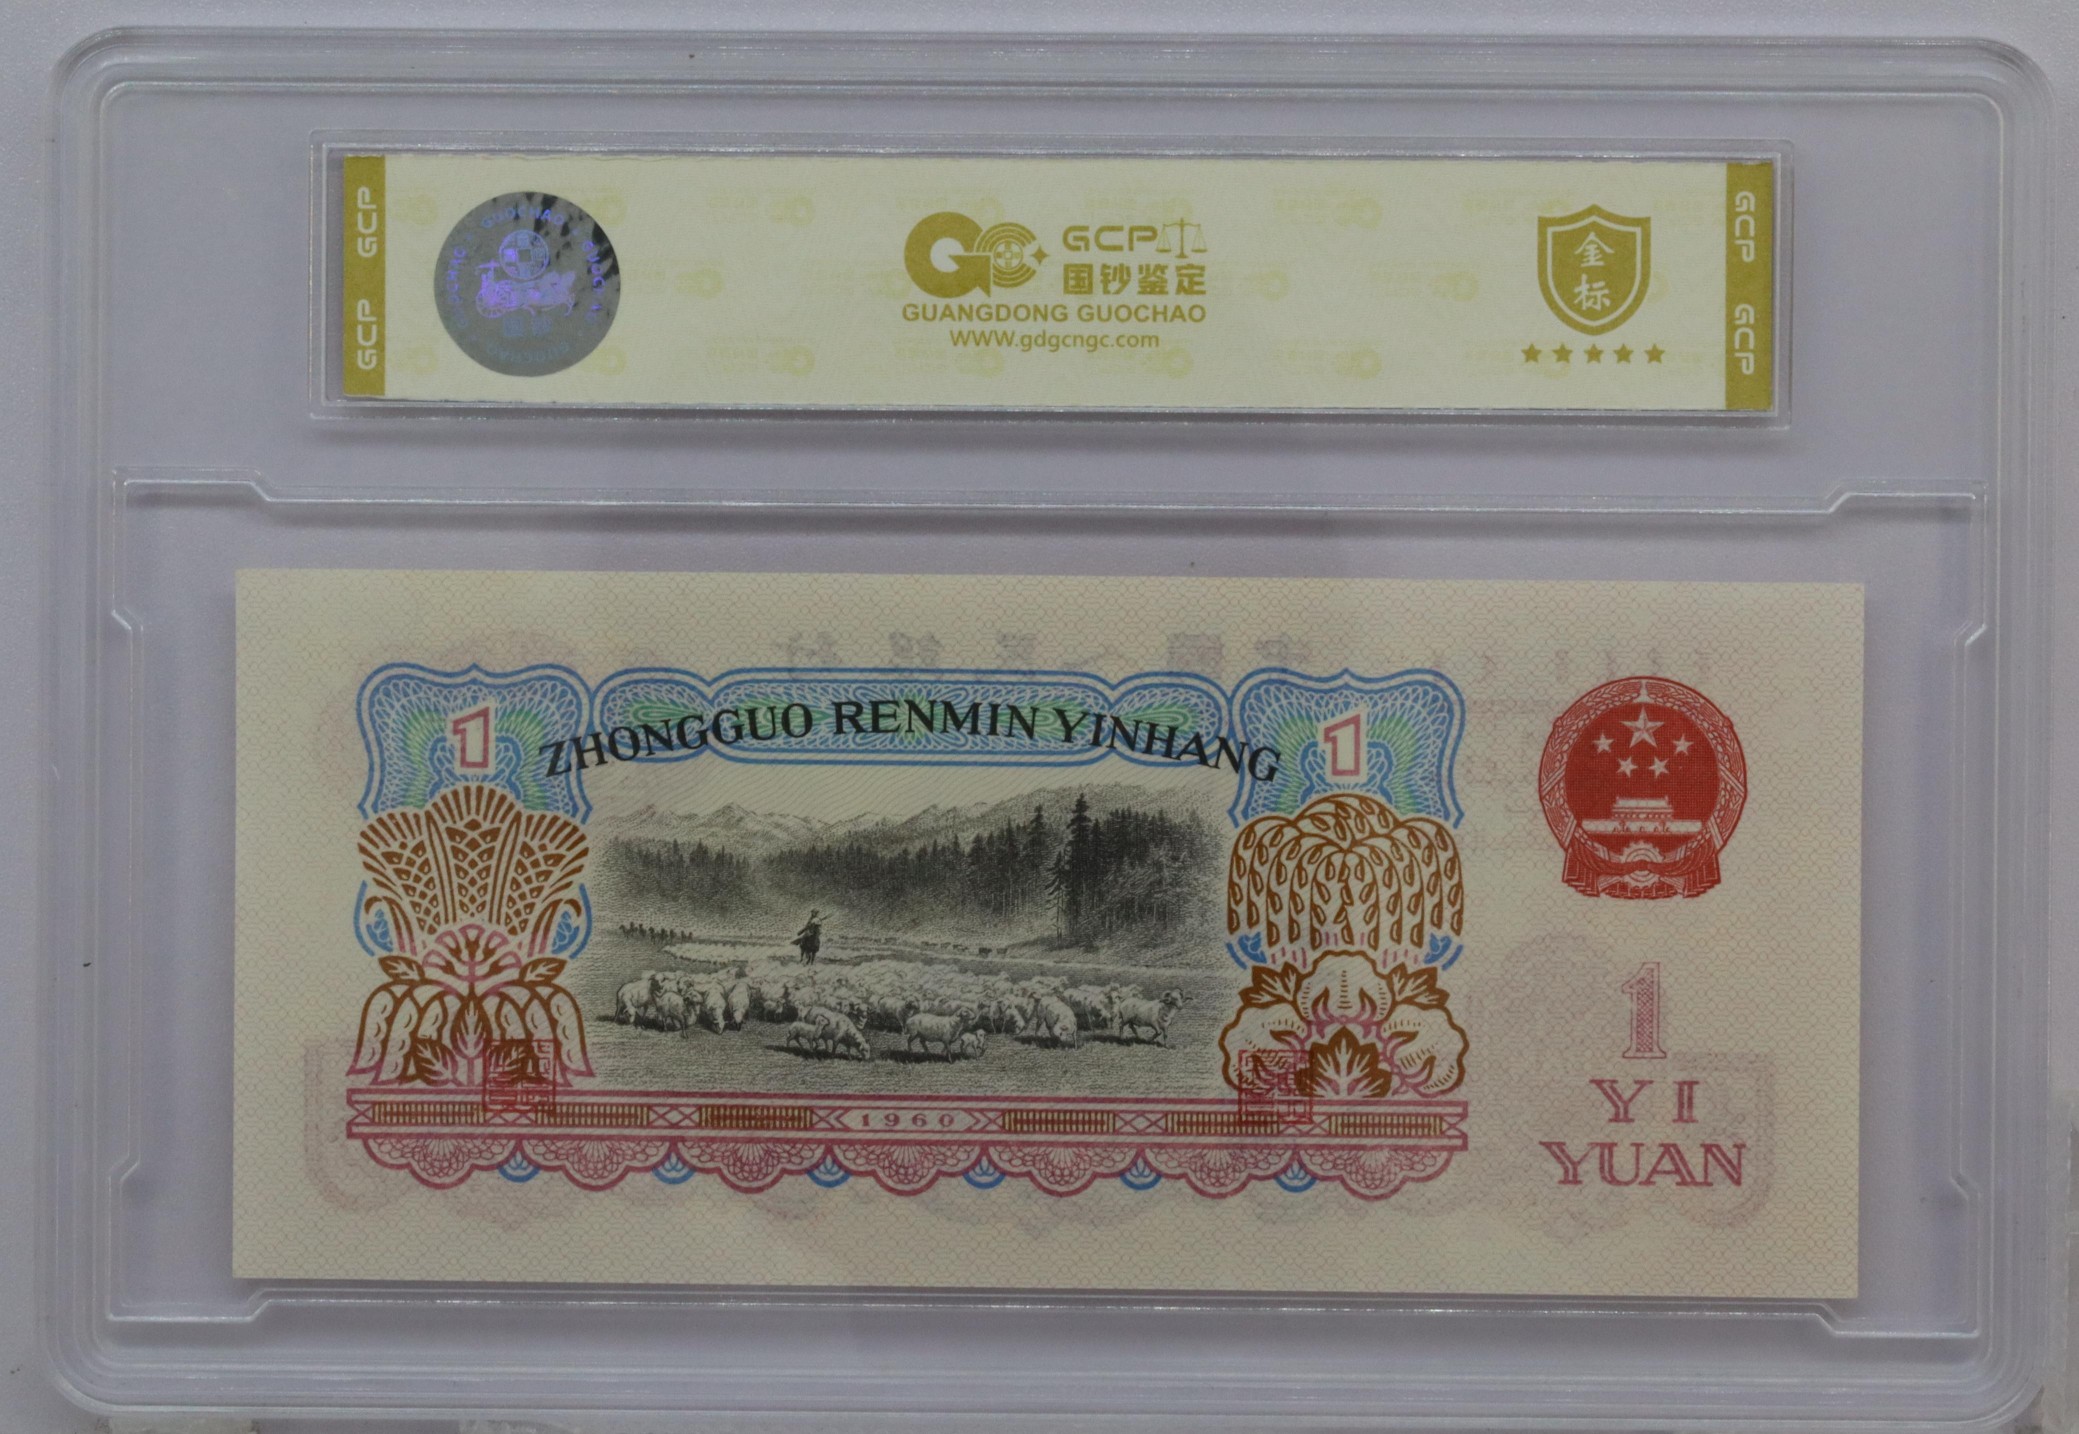 GCP GCP
GUOCHAO
GCP
国钞鉴定
GUANGDONG GUOCHAO
WWW.gdgcngc.com
金
标
GCP GCP
ZHONGGUO RENMIN YINHANG
1
1
1960
1
YI
YUAN